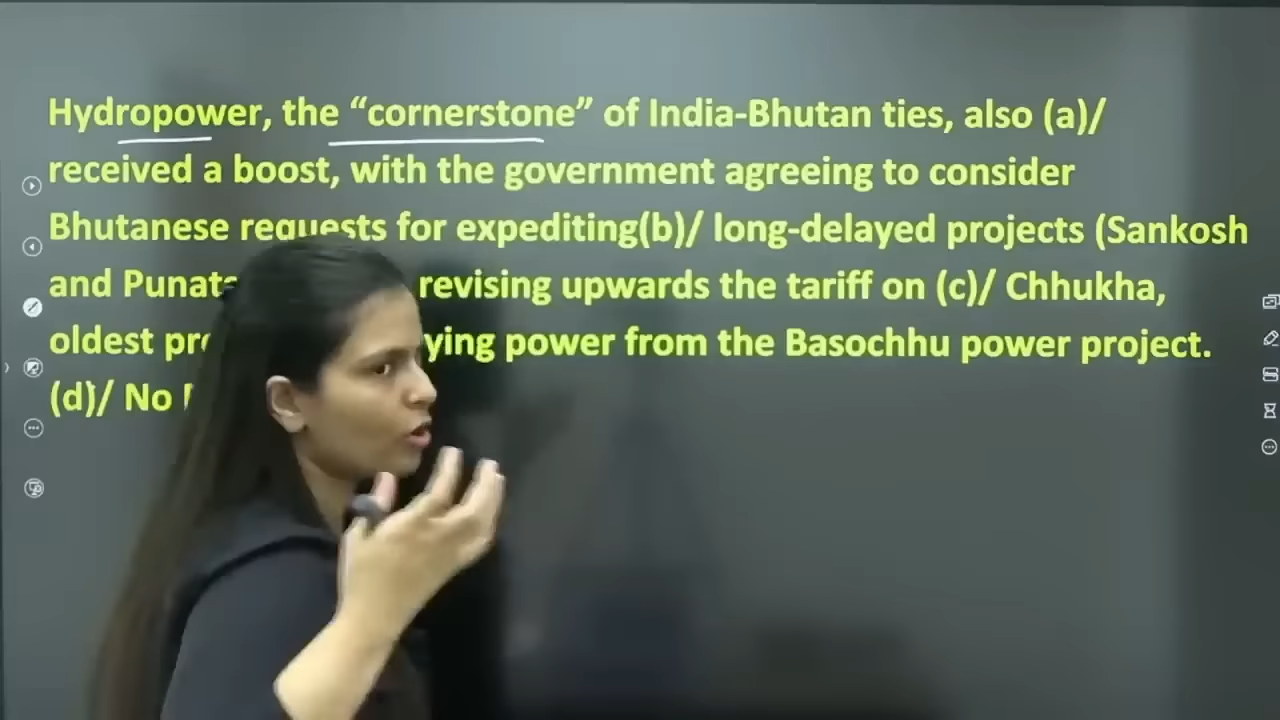 Hydropower, the “cornerstone” of India-Bhutan ties, also (a)/
received a boost, with the government agreeing to consider
Bhutanese requests for expediting(b)/ long-delayed projects (Sankosh
and revising upwards the tariff on (c)/ Chhukha,
oldest power from the Basochhu power project.
(d)/ No